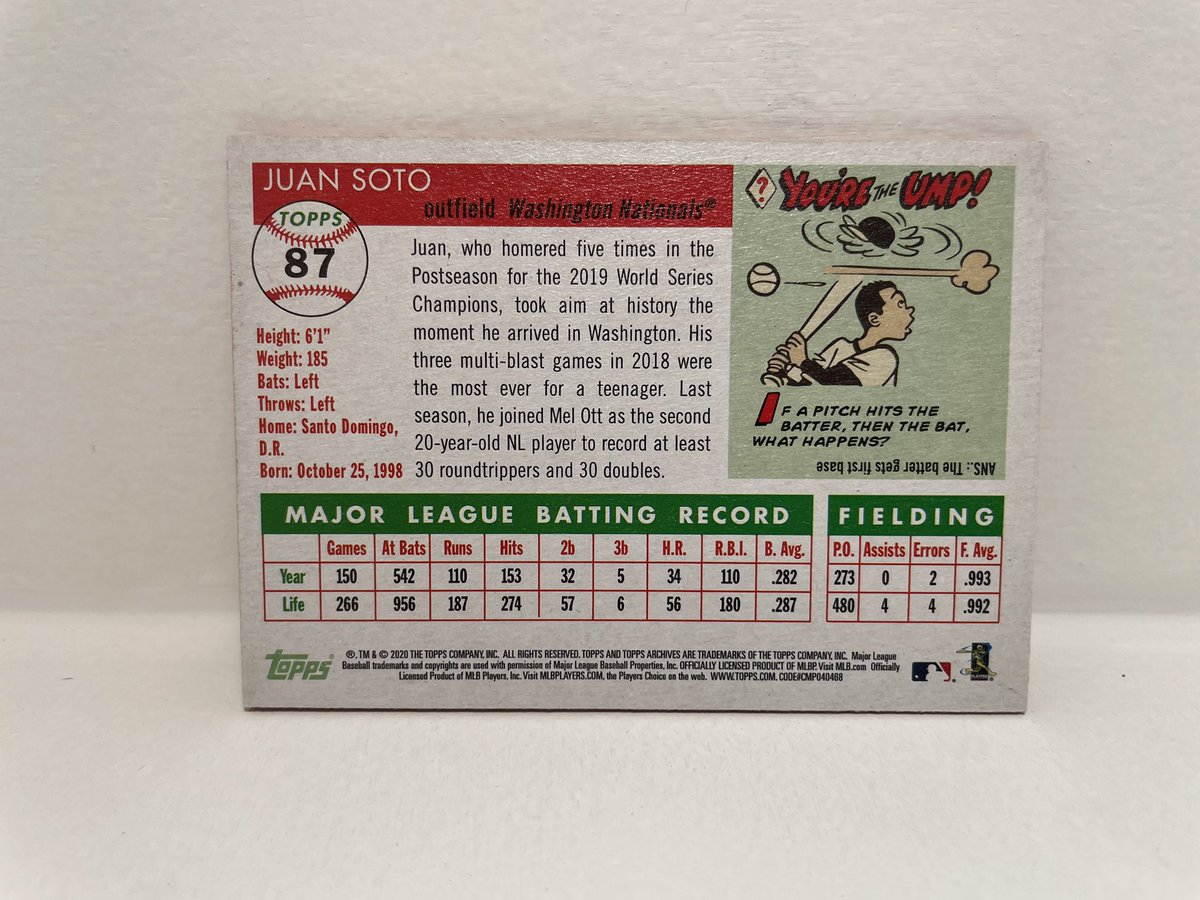 JUAN SOTO
outfield Washington Nationals®
TOPPS
87
Height: 6'1"
Weight: 185
Bats: Left
Throws: Left
Home: Santo Domingo,
D.R.
Born: October 25, 1998
Juan, who homered five times in the
Postseason for the 2019 World Series
Champions, took aim at history the
moment he arrived in Washington. His
three multi-blast games in 2018 were
the most ever for a teenager. Last
season, he joined Mel Ott as the second
20-year-old NL player to record at least
30 roundtrippers and 30 doubles.
? YOU'RE THE UMP!
IF A PITCH HITS THE
BATTER, THEN THE BAT,
WHAT HAPPENS?
ANS.: The batter gets first base
MAJOR LEAGUE BATTING RECORD
Games At Bats Runs Hits 2b 3b H.R. R.B.I. B. Avg.
Year 150 542 110 153 32 5 34 110 .282
Life 266 956 187 274 57 6 56 180 .287
FIELDING
P.O. Assists Errors F. Avg.
273 0 2 .993
480 4 4 .992
topps
®, TM & © 2020 THE TOPPS COMPANY, INC. ALL RIGHTS RESERVED. TOPPS AND TOPPS ARCHIVES ARE TRADEMARKS OF THE TOPPS COMPANY, INC. Major League
Baseball trademarks and copyrights are used with permission of Major League Baseball Properties, Inc. OFFICIALLY LICENSED PRODUCT OF MLBP. Visit MLB.com Officially
Licensed Product of MLB Players, Inc. Visit MLBPLAYERS.COM, the Players Choice on the web. WWW.TOPPS.COM. CODE#CMP040468